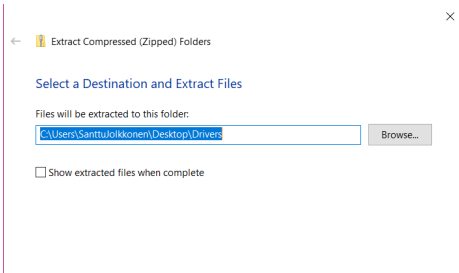 Extract Compressed (Zipped) Folders
Select a Destination and Extract Files
Files will be extracted to this folder:
C:\Users\SanttuJolkkonen\Desktop\Drivers
Browse...
Show extracted files when complete